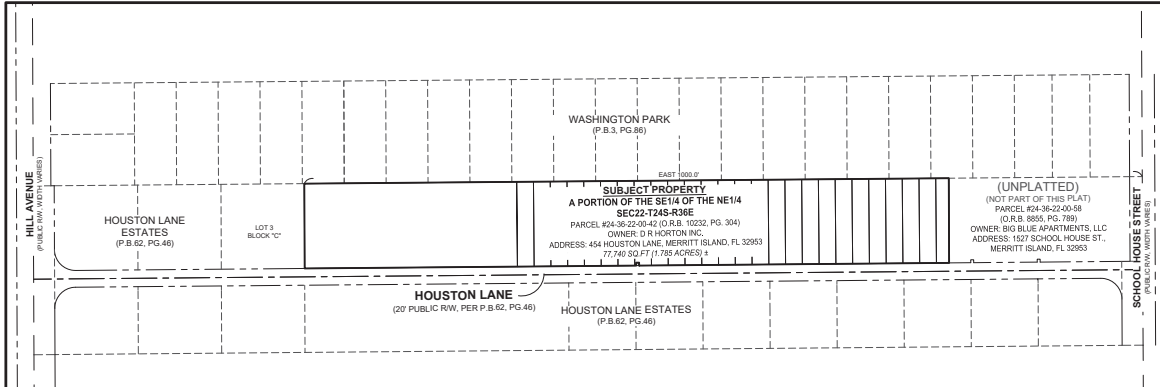 WASHINGTON PARK
(P.B.3, PG.86)
EAST 1000.0'
HILL AVENUE
(PUBLIC R/W, WIDTH VARIES)
HOUSTON LANE
ESTATES
(P.B.62, PG.46)
LOT 3
BLOCK "C"
SUBJECT PROPERTY
A PORTION OF THE SE1/4 OF THE NE1/4
SEC22-T24S-R36E
PARCEL #24-36-22-00-42 (O.R.B. 10232, PG. 304)
OWNER: D R HORTON INC.
ADDRESS: 454 HOUSTON LANE, MERRITT ISLAND, FL 32953
77,740 SQ.FT (1.785 ACRES) ±
(UNPLATTED)
(NOT PART OF THIS PLAT)
PARCEL #24-36-22-00-58
(O.R.B. 8855, PG.789)
OWNER: BIG BLUE APARTMENTS, LLC
ADDRESS: 1527 SCHOOL HOUSE ST.,
MERRITT ISLAND, FL 32953
SCHOOL HOUSE STREET
(PUBLIC R/W, WIDTH VARIES)
HOUSTON LANE
(20' PUBLIC R/W, PER P.B.62, PG.46)
HOUSTON LANE ESTATES
(P.B.62, PG.46)